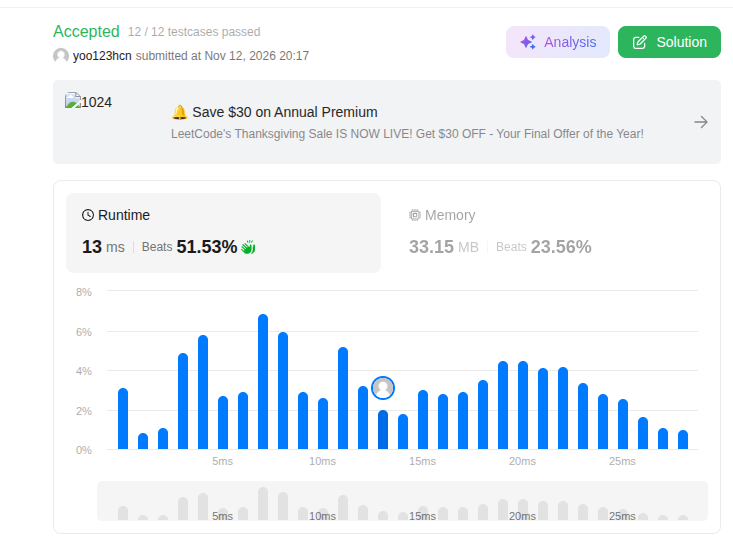 Accepted 12 / 12 testcases passed
yoo123hcn submitted at Nov 12, 2026 20:17
Analysis
Solution
1024
🔔 Save $30 on Annual Premium
LeetCode's Thanksgiving Sale IS NOW LIVE! Get $30 OFF - Your Final Offer of the Year!
Runtime
13 ms Beats 51.53%
Memory
33.15 MB Beats 23.56%
8%
6%
4%
2%
0%
5ms 10ms 15ms 20ms 25ms
5ms 10ms 15ms 20ms 25ms